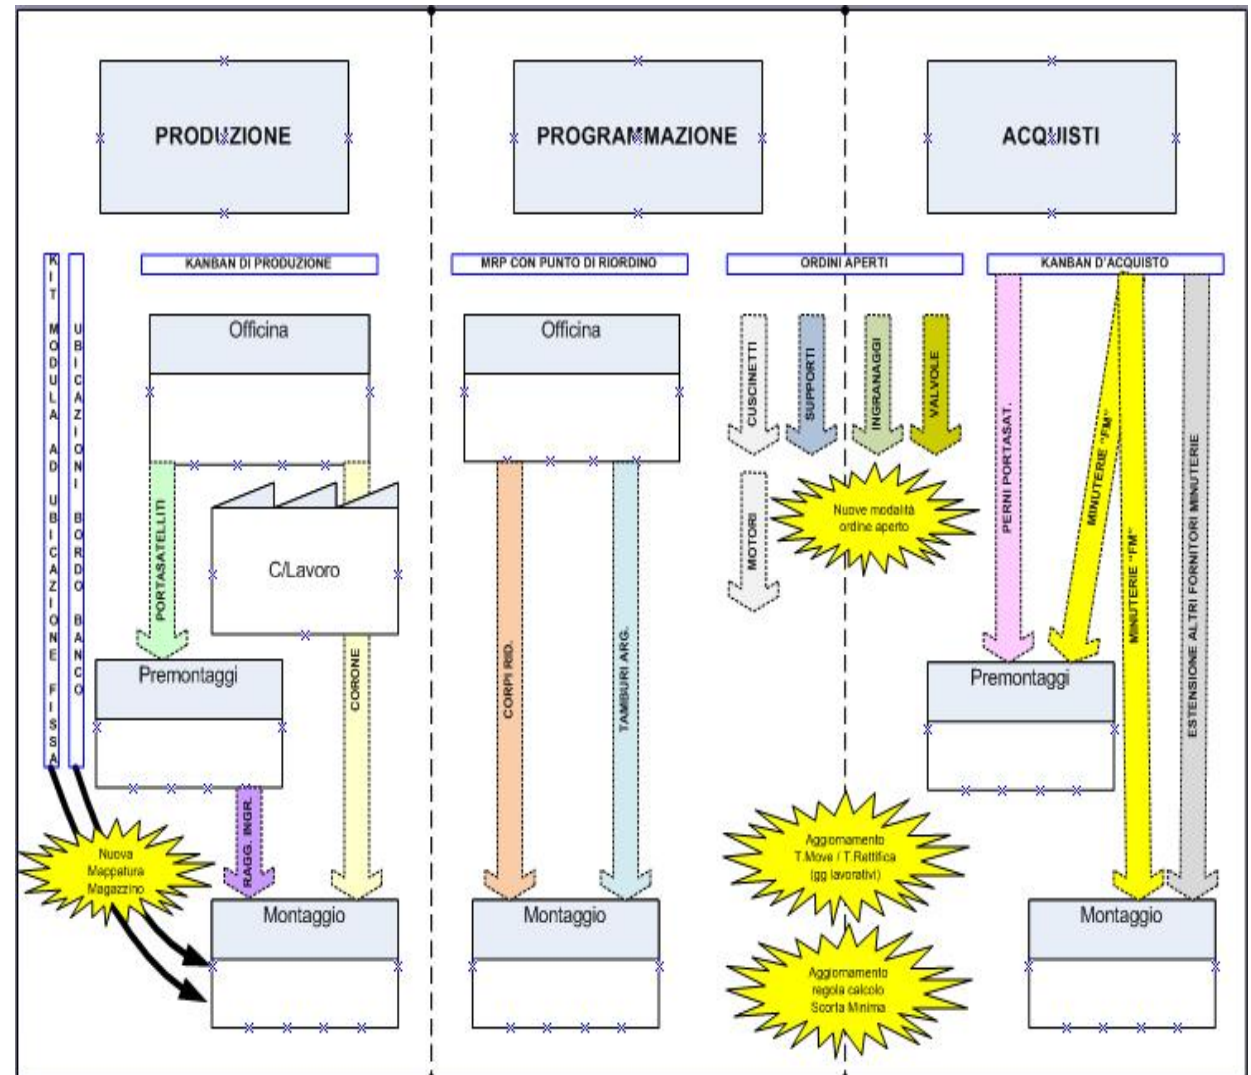 PRODUZIONE
PROGRAMMAZIONE
ACQUISTI
KIT MODULA AD UBICAZIONE FISSA
UBICAZIONI BORDO BANCO
KANBAN DI PRODUZIONE
MRP CON PUNTO DI RIORDINO
ORDINI APERTI
KANBAN D'ACQUISTO
Officina
PORTASATELLITI
C/Lavoro
CORONE
Premontaggi
RAGG. INGR.
Nuova
Mappatura
Magazzino
Montaggio
Officina
CORPI RID.
TAMBURI ARG.
Montaggio
CUSCINETTI
SUPPORTI
INGRANAGGI
VALVOLE
MOTORI
Nuove modalità
ordine aperto
Aggiornamento
T.Move / T.Rettifica
(gg lavorativi)
Aggiornamento
regola calcolo
Scorta Minima
PERNI PORTASAT.
MINUTERIE "FM"
MINUTERIE "FM"
ESTENSIONE ALTRI FORNITORI MINUTERIE
Premontaggi
Montaggio